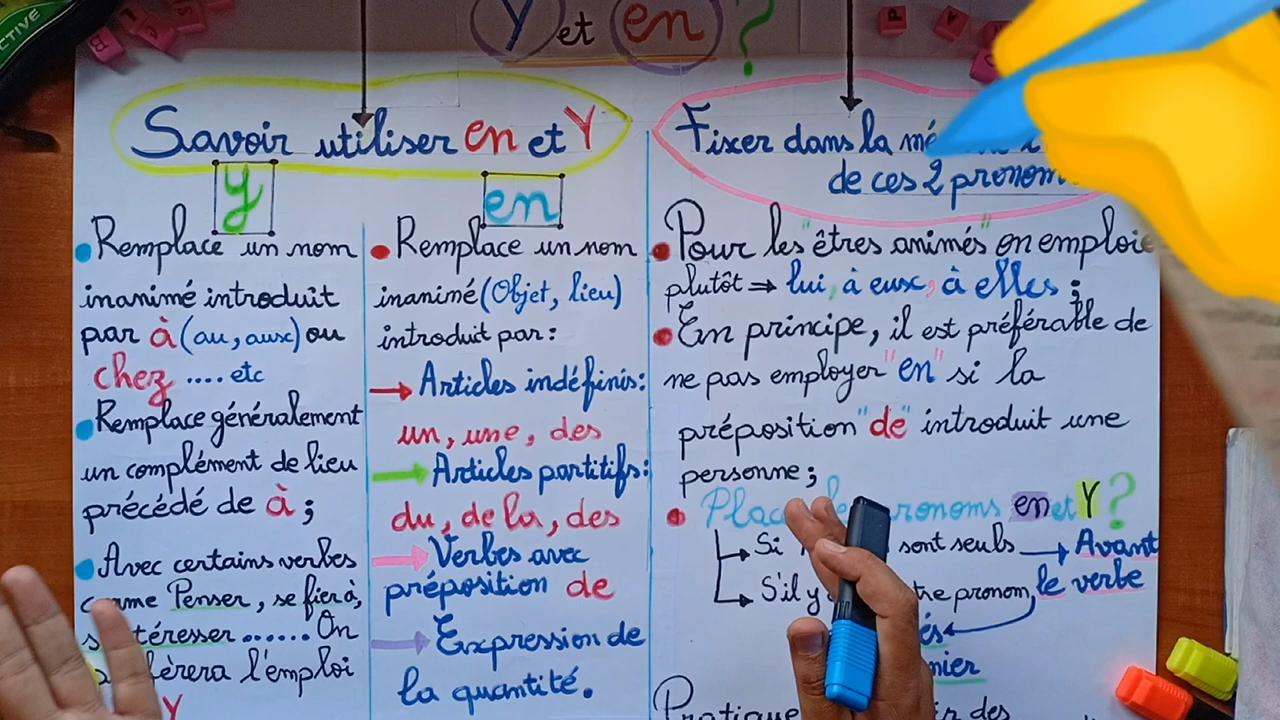 CTIVE
Y et en ?
Savoir utiliser en et Y
y
Remplace un nom
inanimé introduit
par à (au, aux) ou
chez .... etc
Remplace généralement
un complément de lieu
précédé de à ;
Avec certains verbes
Penser, se fier à,
...... On
l'emploi
Y
en
Remplace un nom
inanimé (Objet, lieu)
introduit par :
Articles indéfinis :
un, une, des
Articles partitifs :
du, de la, des
Verbes avec
préposition de
Expression de
la quantité.
Fixer dans la
de ces 2
Pour les "êtres animés" on emploie
plutôt ⇒ lui, à eux, à elles ;
En principe, il est préférable de
ne pas employer "en" si la
préposition "de" introduit une
personne ;
en et Y ?
Si sont seuls → Avant
S'il y pronom, le verbe
des